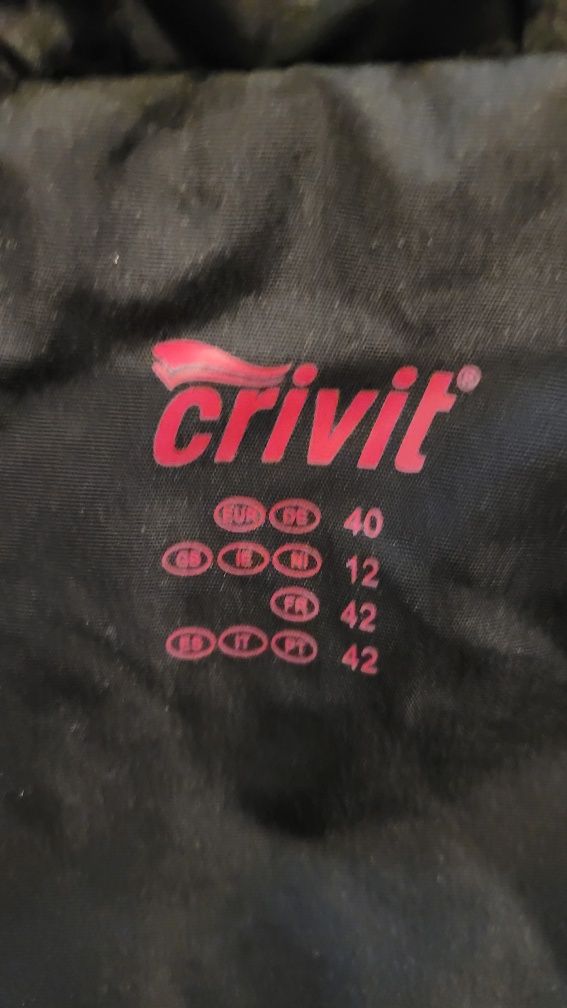 crivit®
EUR DE 40
GB IE NI 12
FR 42
ES IT PT 42